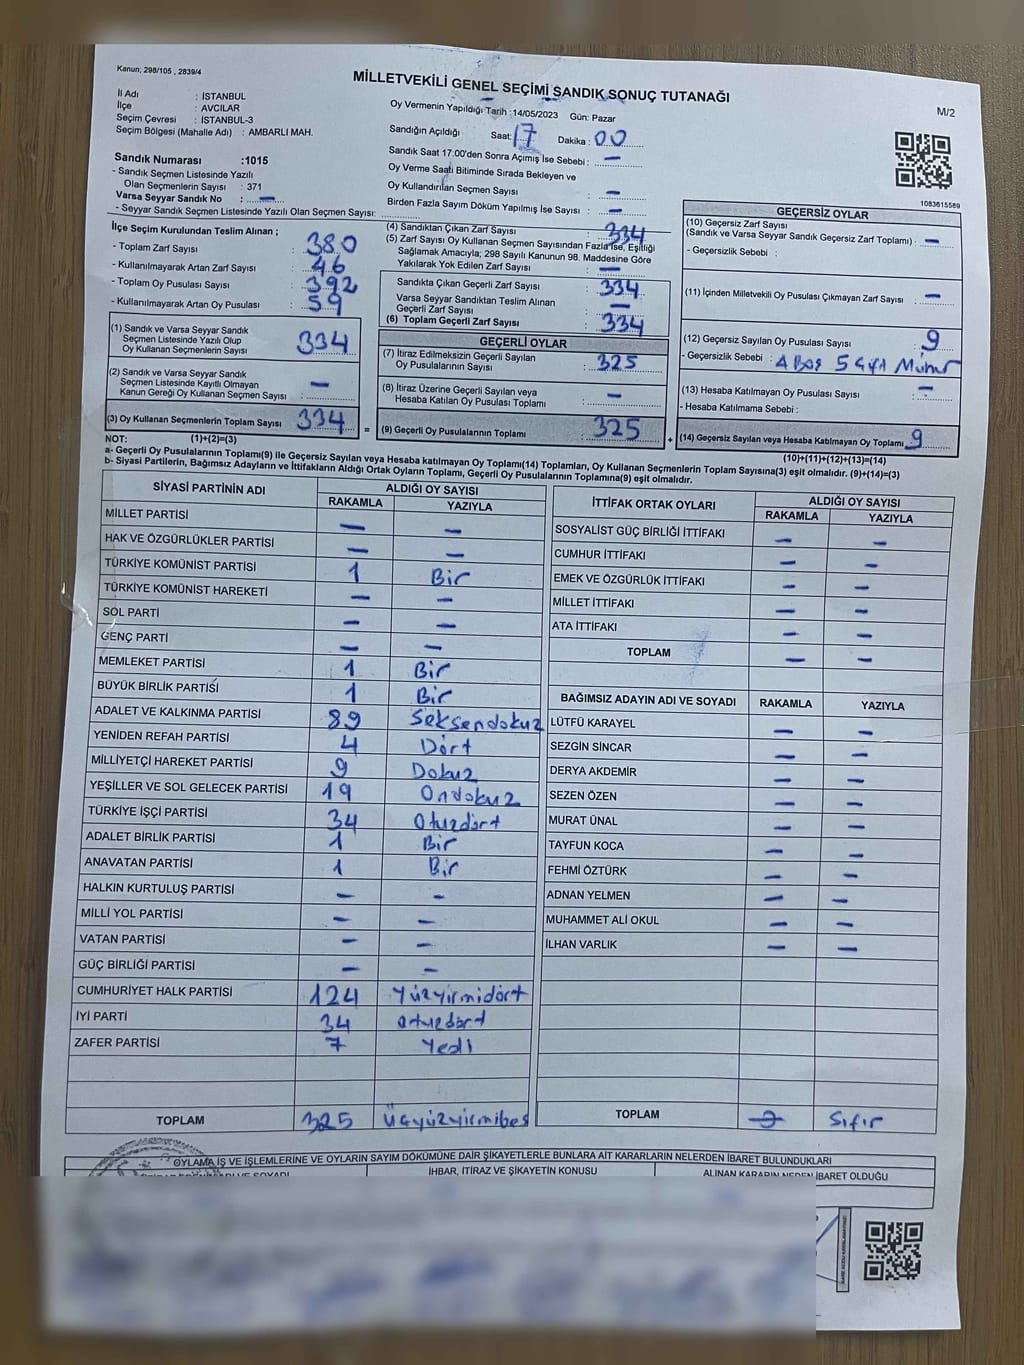 Kanun; 298/105 , 2839/4
MİLLETVEKİLİ GENEL SEÇİMİ SANDIK SONUÇ TUTANAĞI
M/2
İl Adı : İSTANBUL
İlçe : AVCILAR
Seçim Çevresi : İSTANBUL-3
Seçim Bölgesi (Mahalle Adı) : AMBARLI MAH.
Sandık Numarası :1015
- Sandık Seçmen Listesinde Yazılı
Olan Seçmenlerin Sayısı : 371
Varsa Seyyar Sandık No : —
- Seyyar Sandık Seçmen Listesinde Yazılı Olan Seçmen Sayısı:
Oy Vermenin Yapıldığı Tarih :14/05/2023 Gün: Pazar
Sandığın Açıldığı Saat: 17 Dakika : 00
Sandık Saat 17:00'den Sonra Açımış İse Sebebi : —
Oy Verme Saati Bitiminde Sırada Bekleyen ve
Oy Kullandırılan Seçmen Sayısı : —
Birden Fazla Sayım Döküm Yapılmış İse Sayısı : —
1083615589
İlçe Seçim Kurulundan Teslim Alınan ;
- Toplam Zarf Sayısı : 380
- Kullanılmayarak Artan Zarf Sayısı : 46
- Toplam Oy Pusulası Sayısı : 392
- Kullanılmayarak Artan Oy Pusulası : 59
(1) Sandık ve Varsa Seyyar Sandık
Seçmen Listesinde Yazılı Olup
Oy Kullanan Seçmenlerin Sayısı : 334
(2) Sandık ve Varsa Seyyar Sandık
Seçmen Listesinde Kayıtlı Olmayan
Kanun Gereği Oy Kullanan Seçmen Sayısı : —
(3) Oy Kullanan Seçmenlerin Toplam Sayısı : 334 =
(4) Sandıktan Çıkan Zarf Sayısı : 334
(5) Zarf Sayısı Oy Kullanan Seçmen Sayısından Fazla İse, Eşitliği
Sağlamak Amacıyla; 298 Sayılı Kanunun 98. Maddesine Göre
Yakılarak Yok Edilen Zarf Sayısı : —
Sandıkta Çıkan Geçerli Zarf Sayısı : 334
Varsa Seyyar Sandıktan Teslim Alınan
Geçerli Zarf Sayısı : —
(6) Toplam Geçerli Zarf Sayısı : 334
GEÇERLİ OYLAR
(7) İtiraz Edilmeksizin Geçerli Sayılan
Oy Pusulalarının Sayısı : 325
(8) İtiraz Üzerine Geçerli Sayılan veya
Hesaba Katılan Oy Pusulası Toplamı : —
(9) Geçerli Oy Pusulalarının Toplamı : 325 +
GEÇERSİZ OYLAR
(10) Geçersiz Zarf Sayısı
(Sandık ve Varsa Seyyar Sandık Geçersiz Zarf Toplamı) : —
- Geçersizlik Sebebi :
(11) İçinden Milletvekili Oy Pusulası Çıkmayan Zarf Sayısı : —
(12) Geçersiz Sayılan Oy Pusulası Sayısı : 9
- Geçersizlik Sebebi : 4 Boş 5 Çift Mühür
(13) Hesaba Katılmayan Oy Pusulası Sayısı : —
- Hesaba Katılmama Sebebi :
(14) Geçersiz Sayılan veya Hesaba Katılmayan Oy Toplamı : 9
NOT: (1)+(2)=(3)
(10)+(11)+(12)+(13)=(14)
a- Geçerli Oy Pusulaları Toplamı(9) ile Geçersiz Sayılan veya Hesaba katılmayan Oy Toplamı(14) Toplamları, Oy Kullanan Seçmenlerin Toplam Sayısına(3) eşit olmalıdır. (9)+(14)=(3)
b- Siyasi Partilerin, Bağımsız Adayların ve İttifakların Aldığı Ortak Oyların Toplamı, Geçerli Oy Pusulalarının Toplamına(9) eşit olmalıdır.
SİYASİ PARTİNİN ADI ALDIĞI OY SAYISI
RAKAMLA YAZIYLA
MİLLET PARTİSİ — —
HAK VE ÖZGÜRLÜKLER PARTİSİ — —
TÜRKİYE KOMÜNİST PARTİSİ 1 Bir
TÜRKİYE KOMÜNİST HAREKETİ — —
SOL PARTİ — —
GENÇ PARTİ — —
MEMLEKET PARTİSİ 1 Bir
BÜYÜK BİRLİK PARTİSİ 1 Bir
ADALET VE KALKINMA PARTİSİ 89 Seksendokuz
YENİDEN REFAH PARTİSİ 4 Dört
MİLLİYETÇİ HAREKET PARTİSİ 9 Dokuz
YEŞİLLER VE SOL GELECEK PARTİSİ 19 Ondokuz
TÜRKİYE İŞÇİ PARTİSİ 34 Otuzdört
ADALET BİRLİK PARTİSİ 1 Bir
ANAVATAN PARTİSİ 1 Bir
HALKIN KURTULUŞ PARTİSİ — —
MİLLİ YOL PARTİSİ — —
VATAN PARTİSİ — —
GÜÇ BİRLİĞİ PARTİSİ — —
CUMHURİYET HALK PARTİSİ 124 Yüzyirmidört
İYİ PARTİ 34 Otuzdört
ZAFER PARTİSİ 7 Yedi
TOPLAM 325 Üçyüzyirmibeş
İTTİFAK ORTAK OYLARI ALDIĞI OY SAYISI
RAKAMLA YAZIYLA
SOSYALİST GÜÇ BİRLİĞİ İTTİFAKI — —
CUMHUR İTTİFAKI — —
EMEK VE ÖZGÜRLÜK İTTİFAKI — —
MİLLET İTTİFAKI — —
ATA İTTİFAKI — —
TOPLAM — —
BAĞIMSIZ ADAYIN ADI VE SOYADI RAKAMLA YAZIYLA
LÜTFÜ KARAYEL — —
SEZGİN SİNCAR — —
DERYA AKDEMİR — —
SEZEN ÖZEN — —
MURAT ÜNAL — —
TAYFUN KOCA — —
FEHMİ ÖZTÜRK — —
ADNAN YELMEN — —
MUHAMMET ALİ OKUL — —
İLHAN VARLIK — —
TOPLAM Sıfır
OYLAMA İŞ VE İŞLEMLERİNE VE OYLARIN SAYIM DÖKÜMÜNE DAİR ŞİKAYETLERLE BUNLARA AİT KARARLARIN NELERDEN İBARET BULUNDUKLARI
VE SOYADI İHBAR, İTİRAZ VE ŞİKAYETİN KONUSU ALINAN KARARIN NEDEN İBARET OLDUĞU